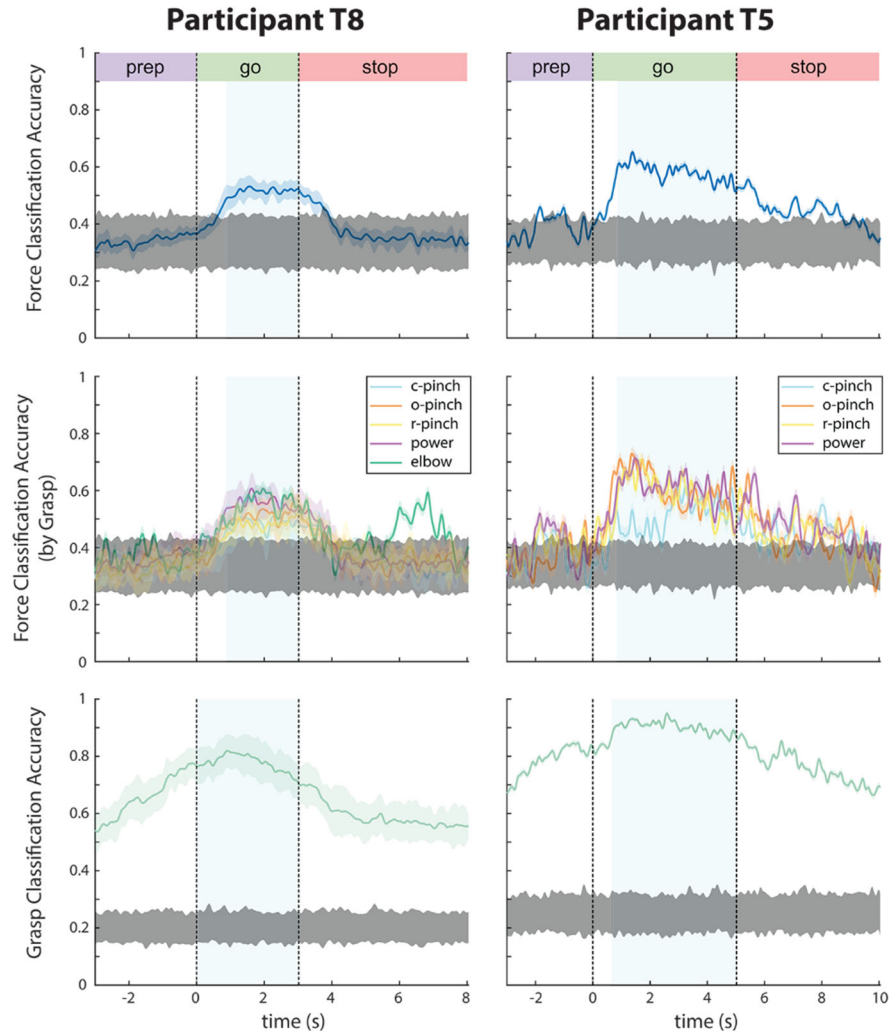 Participant T8
Participant T5
prep go stop
prep go stop
Force Classification Accuracy
1
0.8
0.6
0.4
0.2
0
Force Classification Accuracy
(by Grasp)
1
0.8
0.6
0.4
0.2
0
c-pinch
o-pinch
r-pinch
power
elbow
c-pinch
o-pinch
r-pinch
power
Grasp Classification Accuracy
1
0.8
0.6
0.4
0.2
0
-2 0 2 4 6 8
time (s)
-2 0 2 4 6 8 10
time (s)